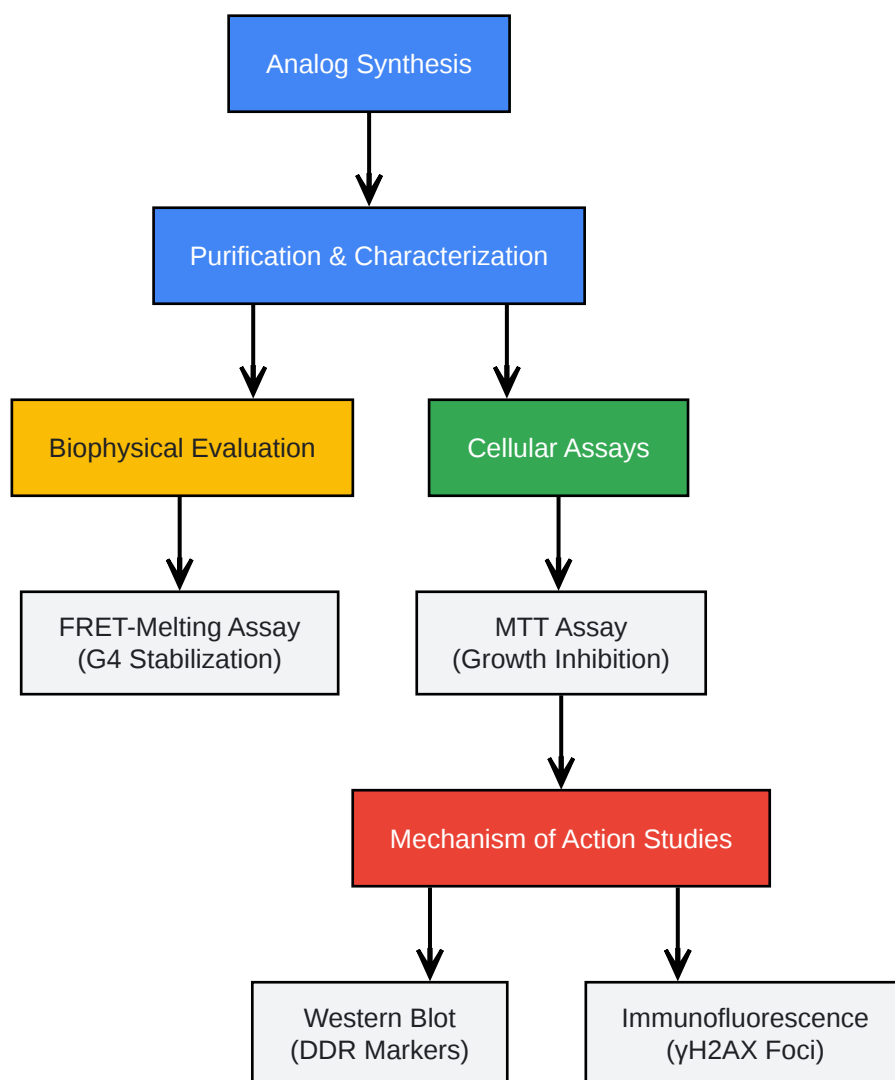 Analog Synthesis
Purification & Characterization
Biophysical Evaluation
Cellular Assays
FRET-Melting Assay
(G4 Stabilization)
MTT Assay
(Growth Inhibition)
Mechanism of Action Studies
Western Blot
(DDR Markers)
Immunofluorescence
(γH2AX Foci)